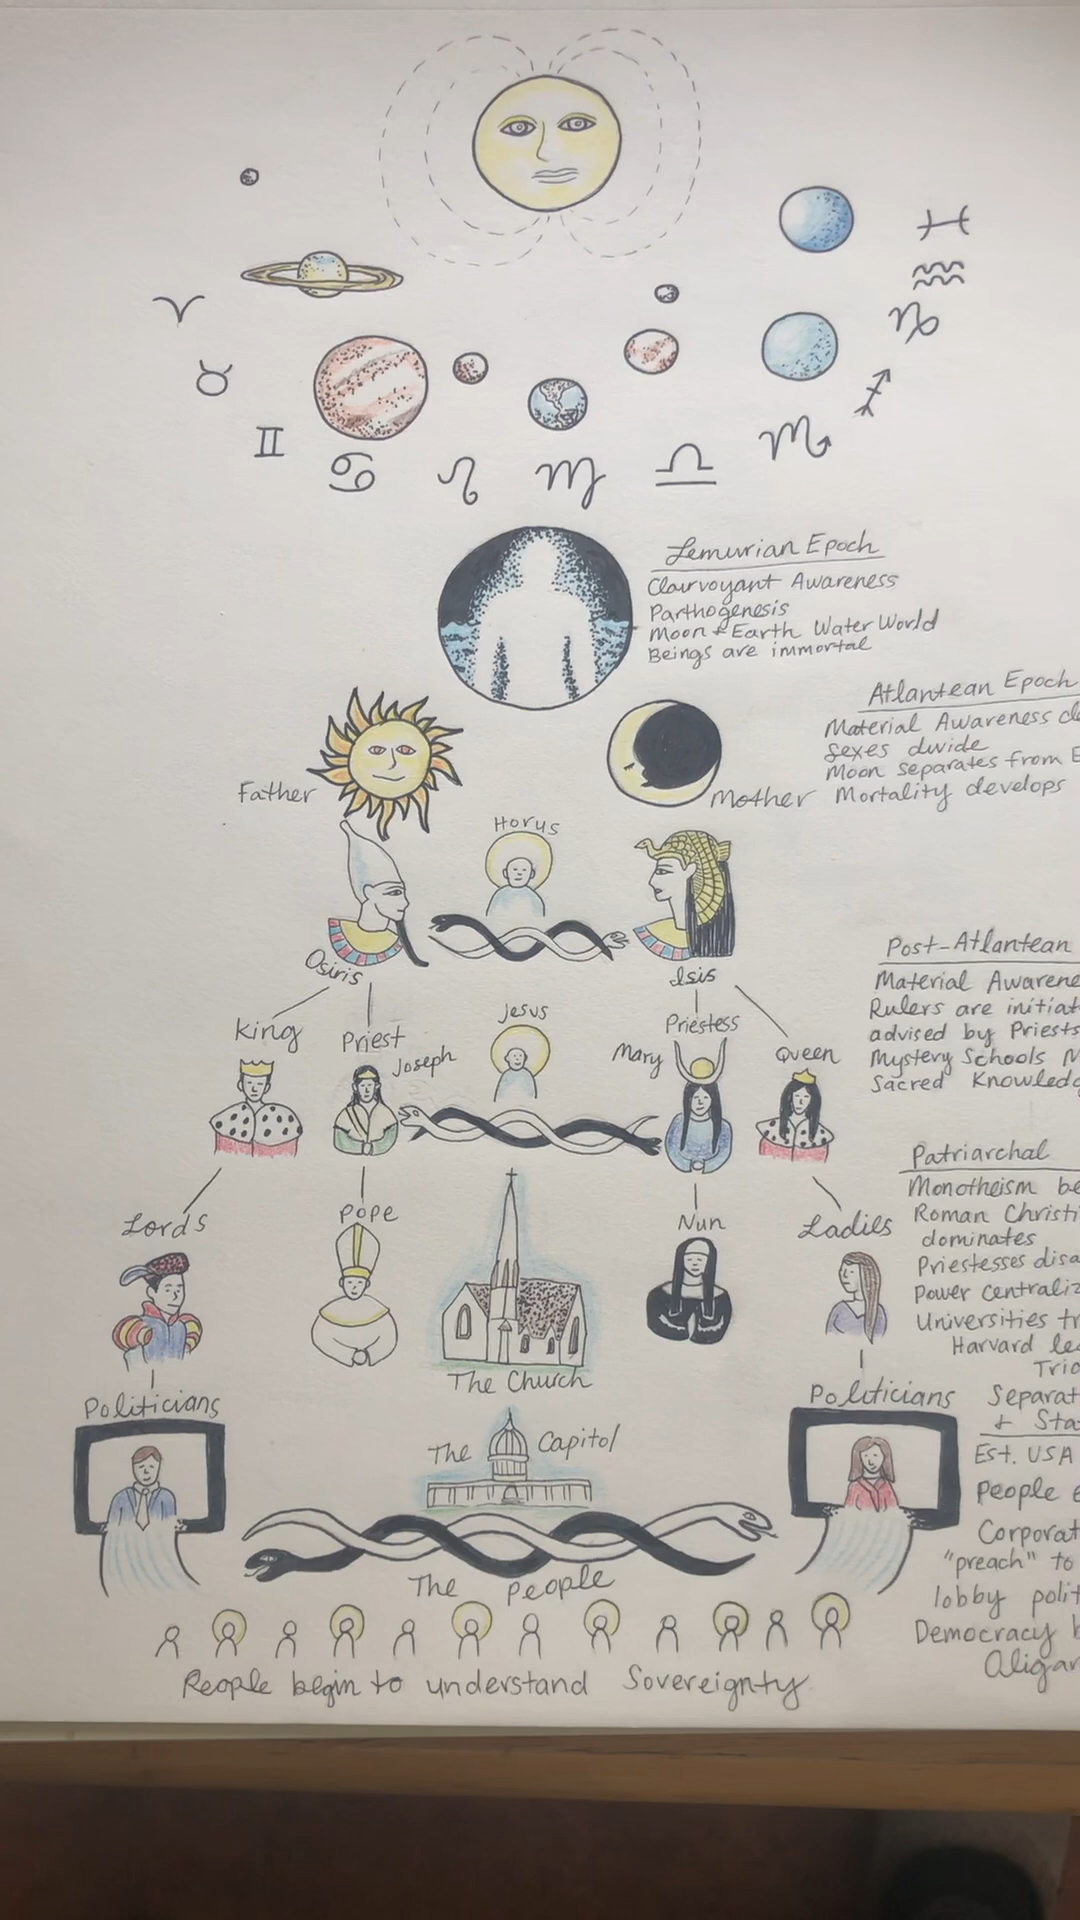 ♈
♉
♊
♋
♌
♍
♎
♏
♐
♑
♒
♓
Lemurian Epoch
Clairvoyant Awareness
Parthogenesis
Moon + Earth Water World
Beings are immortal
Atlantean Epoch
Material Awareness
Sexes divide
Moon separates from
Mortality develops
Father
Mother
Horus
Osiris
Isis
Post-Atlantean
Material
Rulers are
advised by Priests
Mystery Schools
Sacred
King
Priest
Joseph
Jesus
Mary
Priestess
Queen
Patriarchal
Monotheism
Roman
dominates
Priestesses
Power
Universities
Harvard
Lords
Pope
Nun
Ladies
The Church
Politicians
Politicians
+
Est. USA
People
"preach" to
lobby
Democracy
The Capitol
The People
People begin to understand Sovereignty